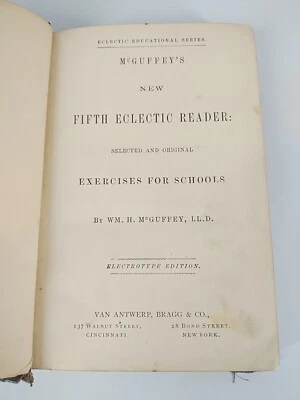 ECLECTIC EDUCATIONAL SERIES.
McGUFFEY'S
NEW
FIFTH ECLECTIC READER:
SELECTED AND ORIGINAL
EXERCISES FOR SCHOOLS
BY WM. H. McGUFFEY, LL.D.
ELECTROTYPE EDITION.
VAN ANTWERP, BRAGG & CO.,
137 WALNUT STREET, 28 BOND STREET,
CINCINNATI. NEW YORK.